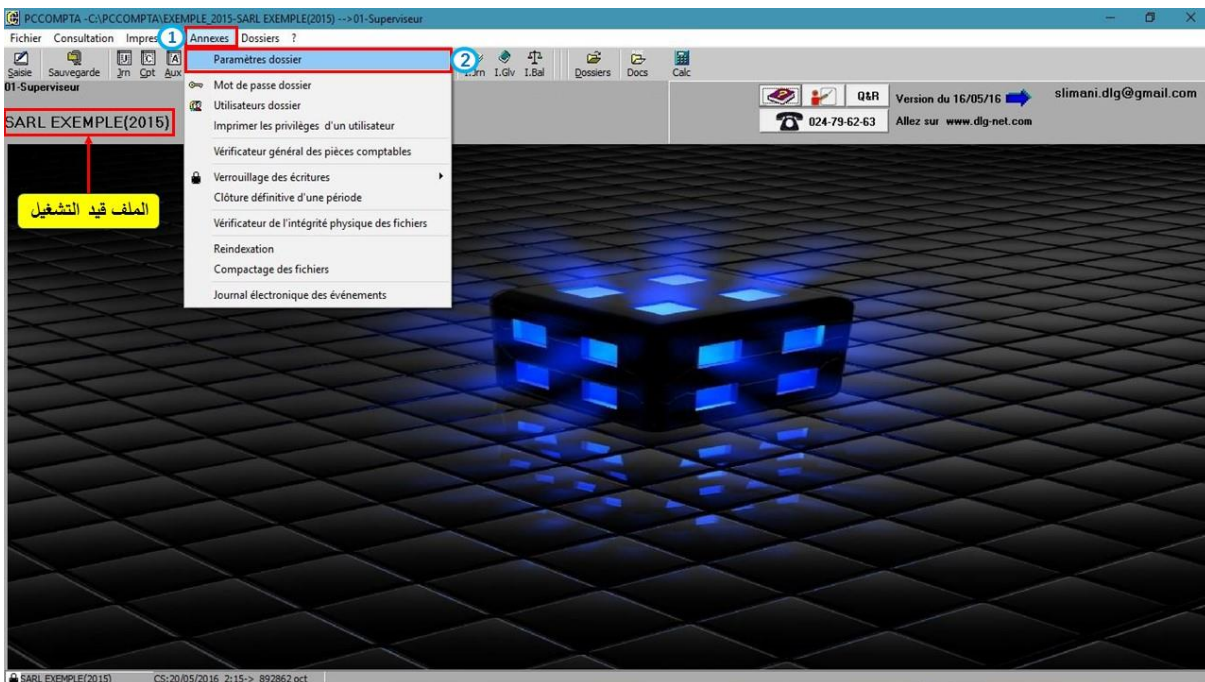 PCCOMPTA -C:\PCCOMPTA\EXEMPLE_2015-SARL EXEMPLE(2015) -->01-Superviseur
Fichier Consultation Impres 1 Annexes Dossiers ?
Saisie Sauvegarde Jrn Cpt Aux I.Jrn I.Glv I.Bal Dossiers Docs Calc
01-Superviseur
SARL EXEMPLE(2015)
الملف قيد التشغيل
2
Paramètres dossier
Mot de passe dossier
Utilisateurs dossier
Imprimer les privilèges d'un utilisateur
Vérificateur général des pièces comptables
Verrouillage des écritures
Clôture définitive d'une période
Vérificateur de l'intégrité physique des fichiers
Reindexation
Compactage des fichiers
Journal électronique des événements
Q&R Version du 16/05/16 slimani.dlg@gmail.com
024-79-62-63 Allez sur www.dlg-net.com
SARL EXEMPLE(2015) CS:20/05/2016 2:15-> 892862 oct